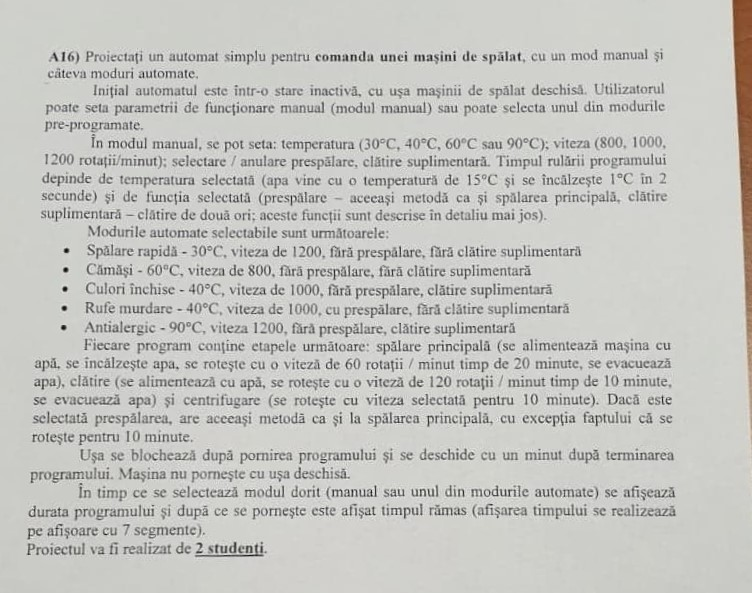 A16) Proiectați un automat simplu pentru comanda unei mașini de spălat, cu un mod manual și
câteva moduri automate.
Inițial automatul este într-o stare inactivă, cu ușa mașinii de spălat deschisă. Utilizatorul
poate seta parametrii de funcționare manual (modul manual) sau poate selecta unul din modurile
pre-programate.
În modul manual, se pot seta: temperatura (30°C, 40°C, 60°C sau 90°C); viteza (800, 1000,
1200 rotații/minut); selectare / anulare prespălare, clătire suplimentară. Timpul rulării programului
depinde de temperatura selectată (apa vine cu o temperatură de 15°C și se încălzește 1°C în 2
secunde) și de funcția selectată (prespălare – aceeași metodă ca și spălarea principală, clătire
suplimentară – clătire de două ori; aceste funcții sunt descrise în detaliu mai jos).
Modurile automate selectabile sunt următoarele:
• Spălare rapidă - 30°C, viteza de 1200, fără prespălare, fără clătire suplimentară
• Cămăși - 60°C, viteza de 800, fără prespălare, fără clătire suplimentară
• Culori închise - 40°C, viteza de 1000, fără prespălare, clătire suplimentară
• Rufe murdare - 40°C, viteza de 1000, cu prespălare, fără clătire suplimentară
• Antialergic - 90°C, viteza 1200, fără prespălare, clătire suplimentară
Fiecare program conține etapele următoare: spălare principală (se alimentează mașina cu
apă, se încălzește apa, se rotește cu o viteză de 60 rotații / minut timp de 20 minute, se evacuează
apa), clătire (se alimentează cu apă, se rotește cu o viteză de 120 rotații / minut timp de 10 minute,
se evacuează apa) și centrifugare (se rotește cu viteza selectată pentru 10 minute). Dacă este
selectată prespălarea, are aceeași metodă ca și la spălarea principală, cu excepția faptului că se
rotește pentru 10 minute.
Ușa se blochează după pornirea programului și se deschide cu un minut după terminarea
programului. Mașina nu pornește cu ușa deschisă.
În timp ce se selectează modul dorit (manual sau unul din modurile automate) se afișează
durata programului și după ce se pornește este afișat timpul rămas (afișarea timpului se realizează
pe afișoare cu 7 segmente).
Proiectul va fi realizat de 2 studenți.